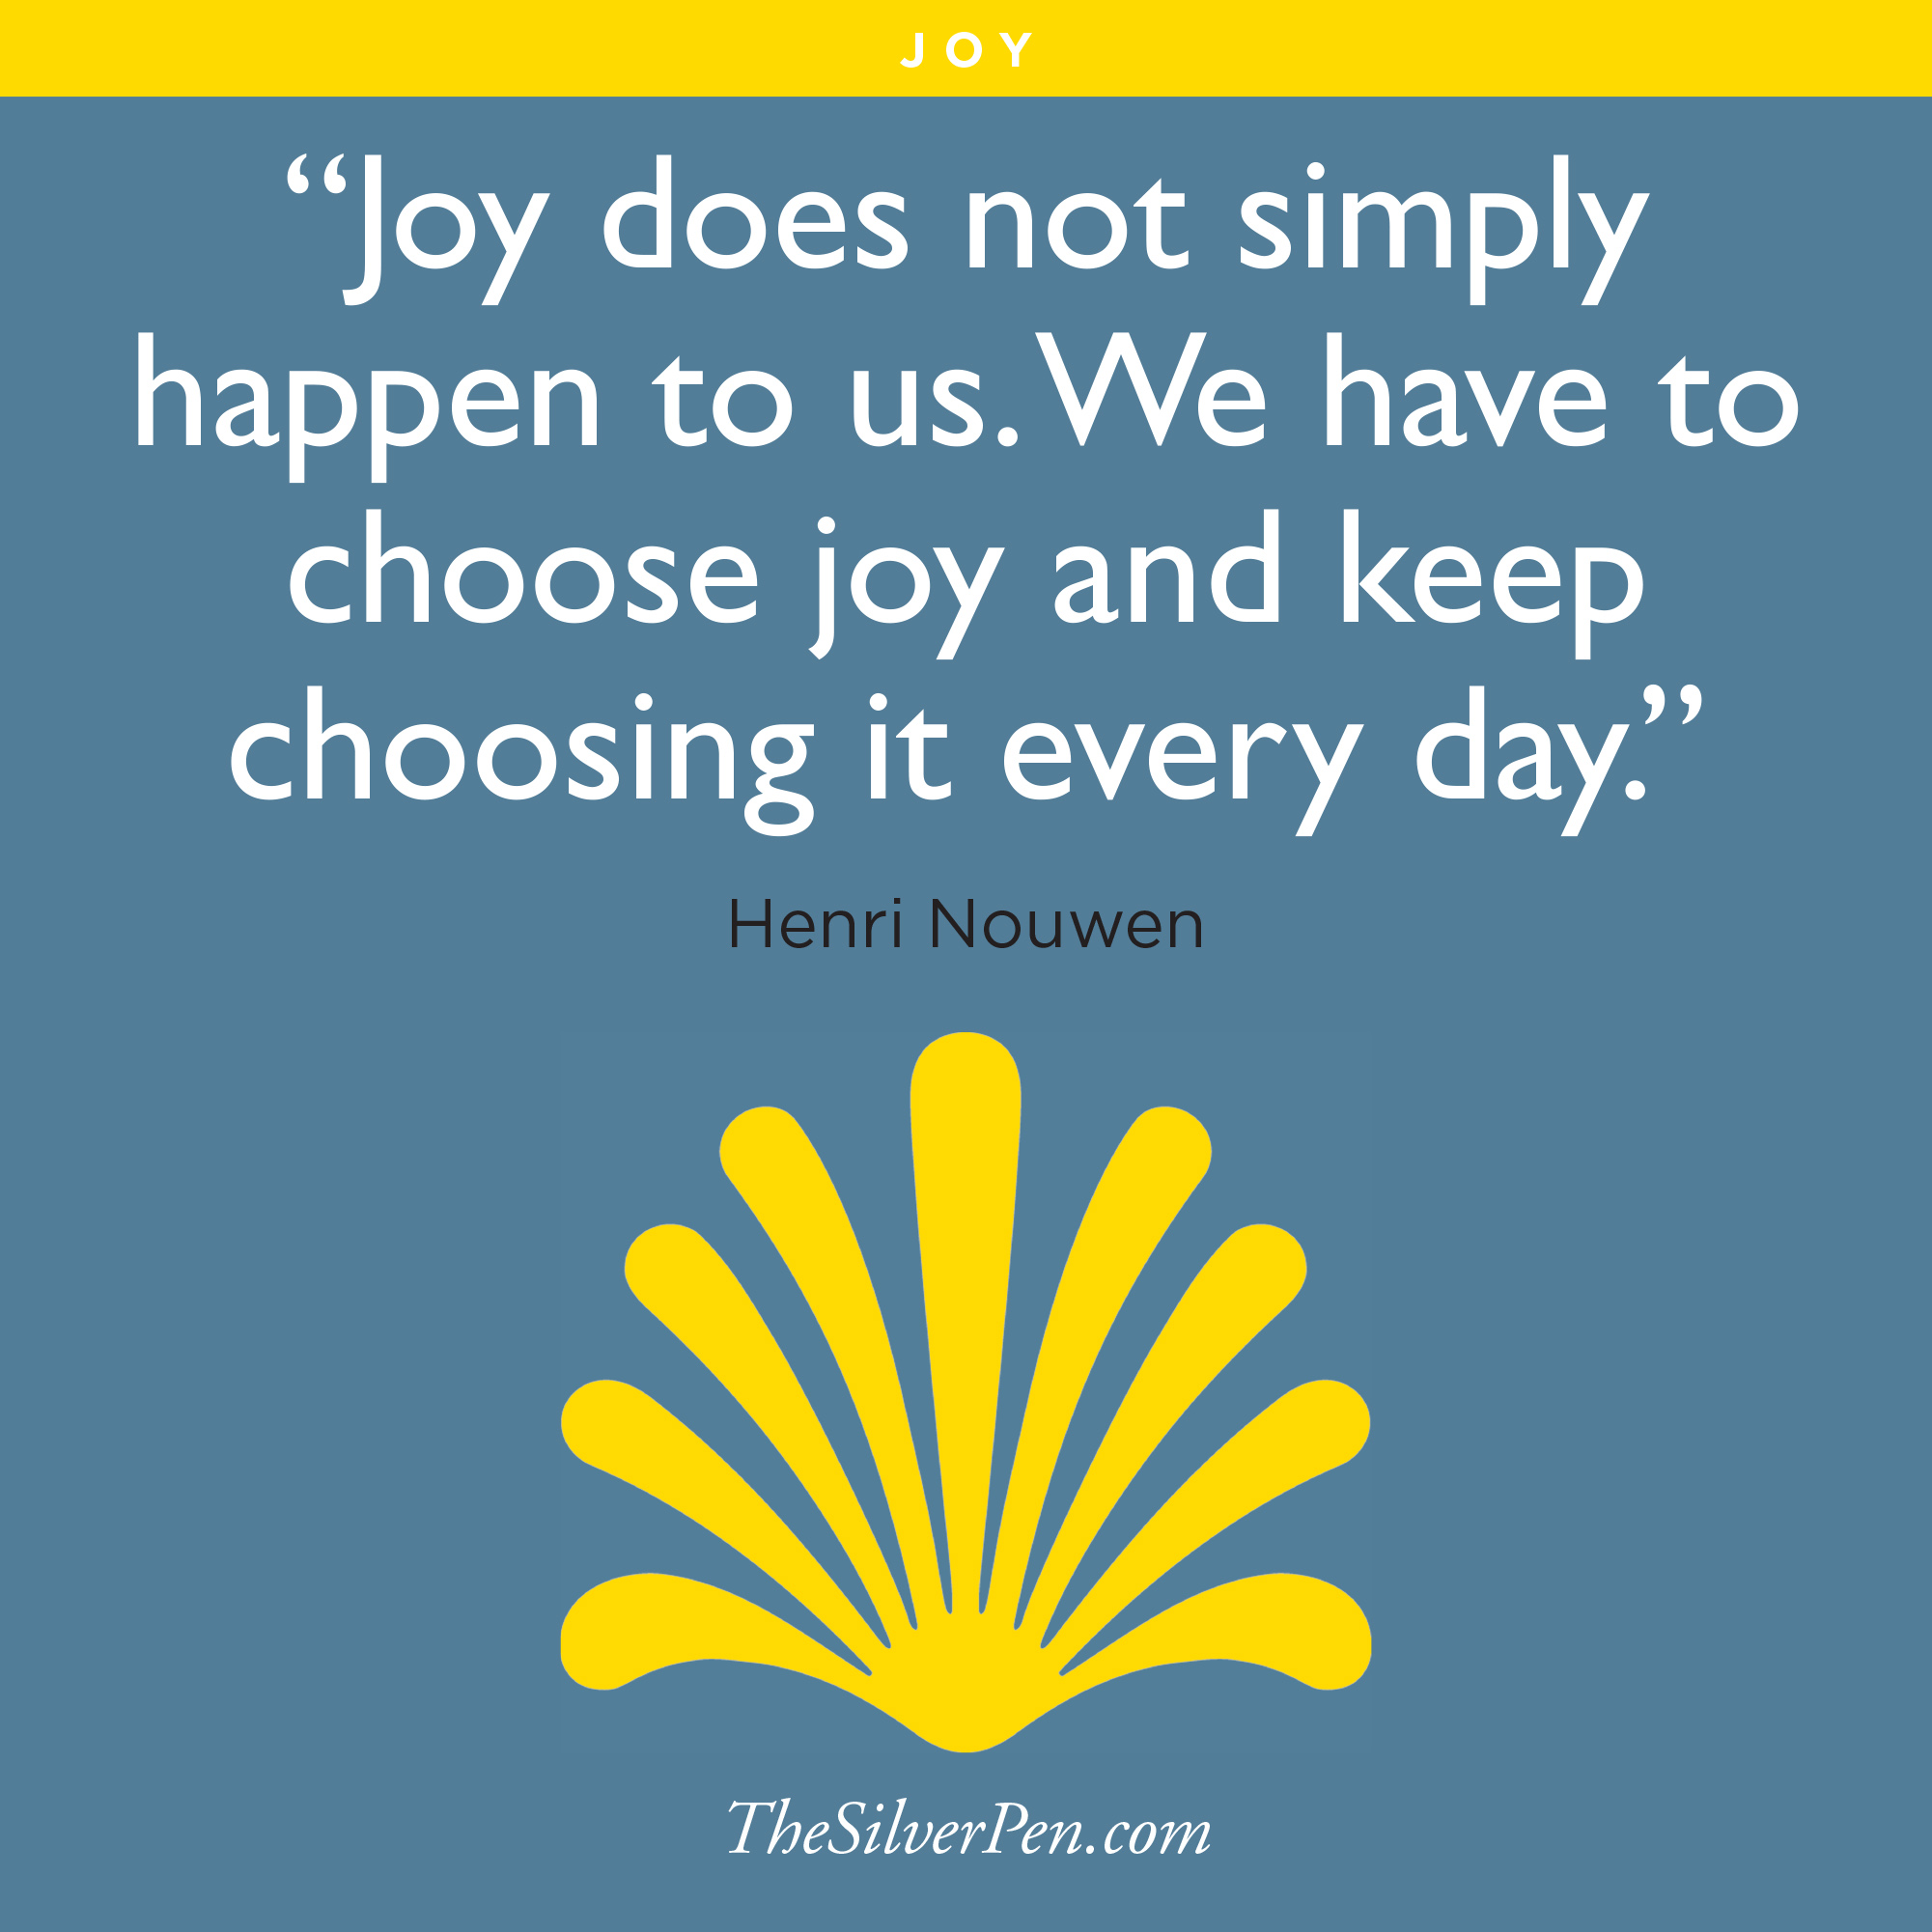 JOY
“Joy does not simply
happen to us. We have to
choose joy and keep
choosing it every day.”
Henri Nouwen
TheSilverPen.com